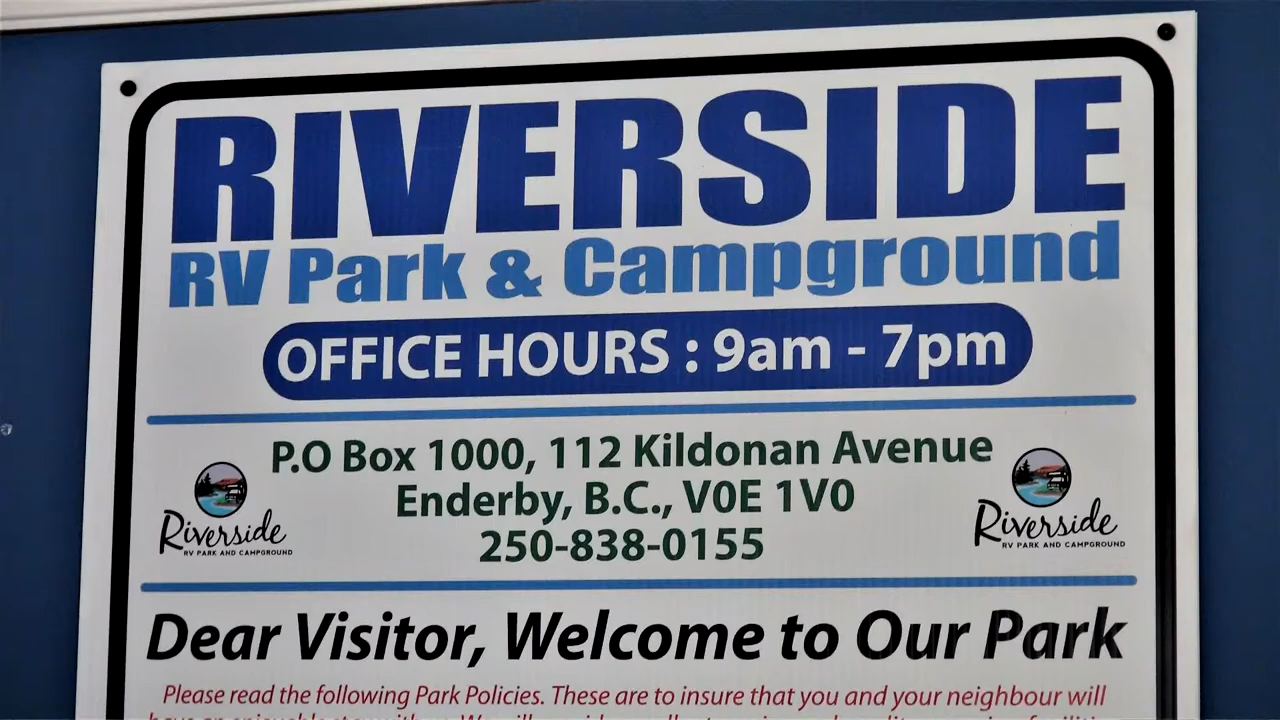 RIVERSIDE
RV Park & Campground
OFFICE HOURS : 9am - 7pm
P.O Box 1000, 112 Kildonan Avenue
Enderby, B.C., V0E 1V0
250-838-0155
Riverside
RV PARK AND CAMPGROUND
Riverside
RV PARK AND CAMPGROUND
Dear Visitor, Welcome to Our Park
Please read the following Park Policies. These are to insure that you and your neighbour will